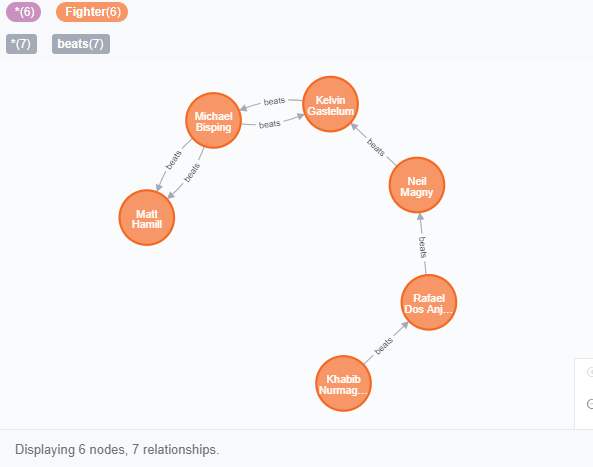 *(6) Fighter(6)
*(7) beats(7)
Kelvin
Gastelum
beats
Michael
Bisping
beats
beats
beats
beats
Neil
Magny
Matt
Hamill
beats
Rafael
Dos Anj...
beats
Khabib
Nurmag...
Displaying 6 nodes, 7 relationships.